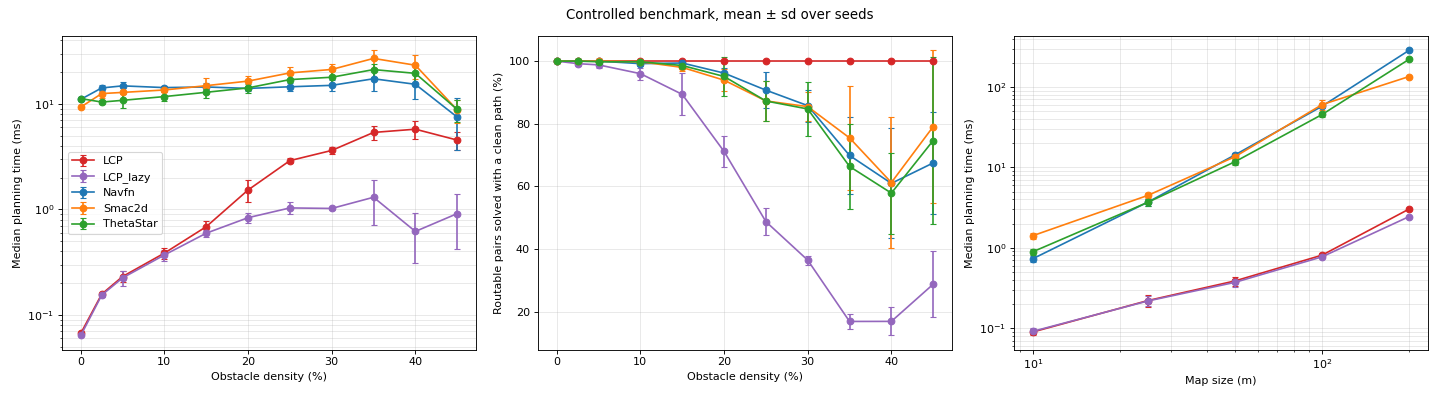 Controlled benchmark, mean ± sd over seeds
Median planning time (ms)
10¹
10⁰
10⁻¹
LCP
LCP_lazy
Navfn
Smac2d
ThetaStar
0 10 20 30 40
Obstacle density (%)
Routable pairs solved with a clean path (%)
100
80
60
40
20
0 10 20 30 40
Obstacle density (%)
Median planning time (ms)
10²
10¹
10⁰
10⁻¹
10¹ 10²
Map size (m)